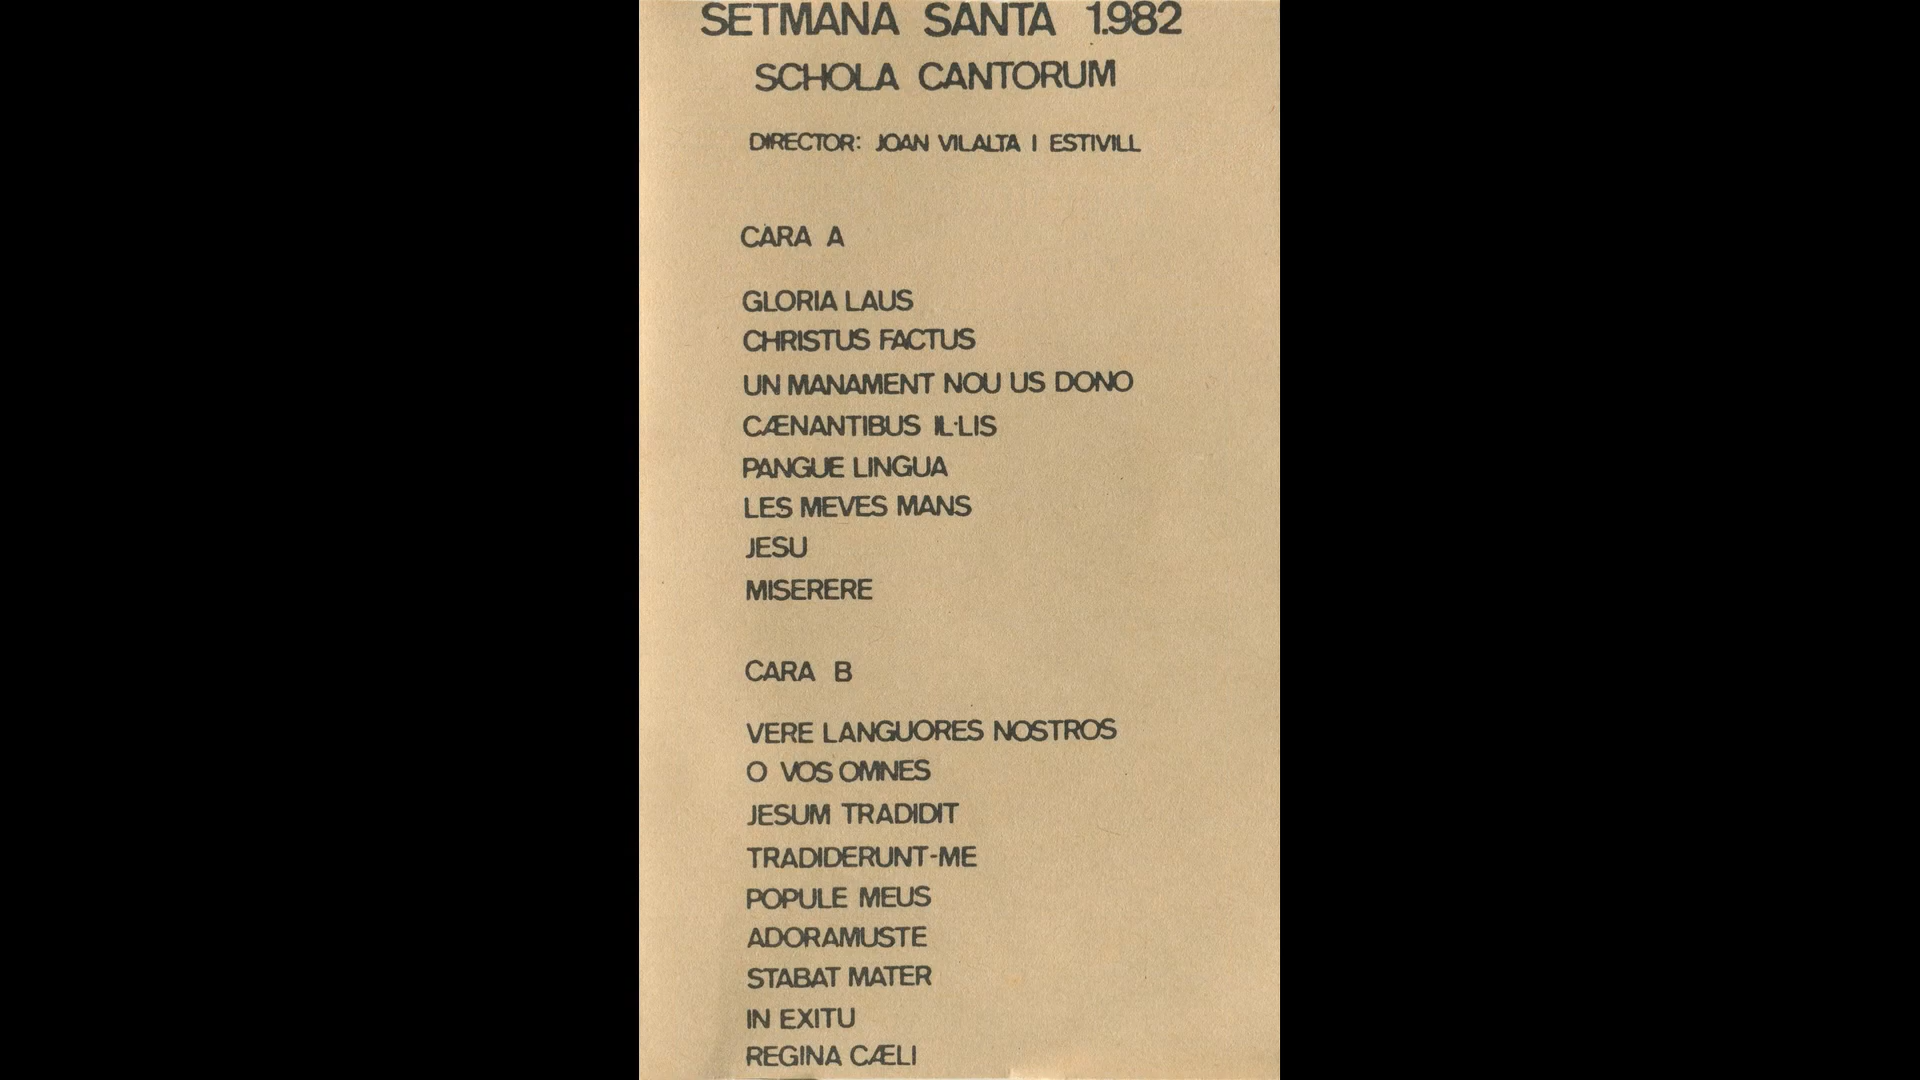 SETMANA SANTA 1.982
SCHOLA CANTORUM
DIRECTOR: JOAN VILALTA I ESTIVILL
CARA A
GLORIA LAUS
CHRISTUS FACTUS
UN MANAMENT NOU US DONO
CÆNANTIBUS IL·LIS
PANGUE LINGUA
LES MEVES MANS
JESU
MISERERE
CARA B
VERE LANGUORES NOSTROS
O VOS OMNES
JESUM TRADIDIT
TRADIDERUNT-ME
POPULE MEUS
ADORAMUSTE
STABAT MATER
IN EXITU
REGINA CÆLI